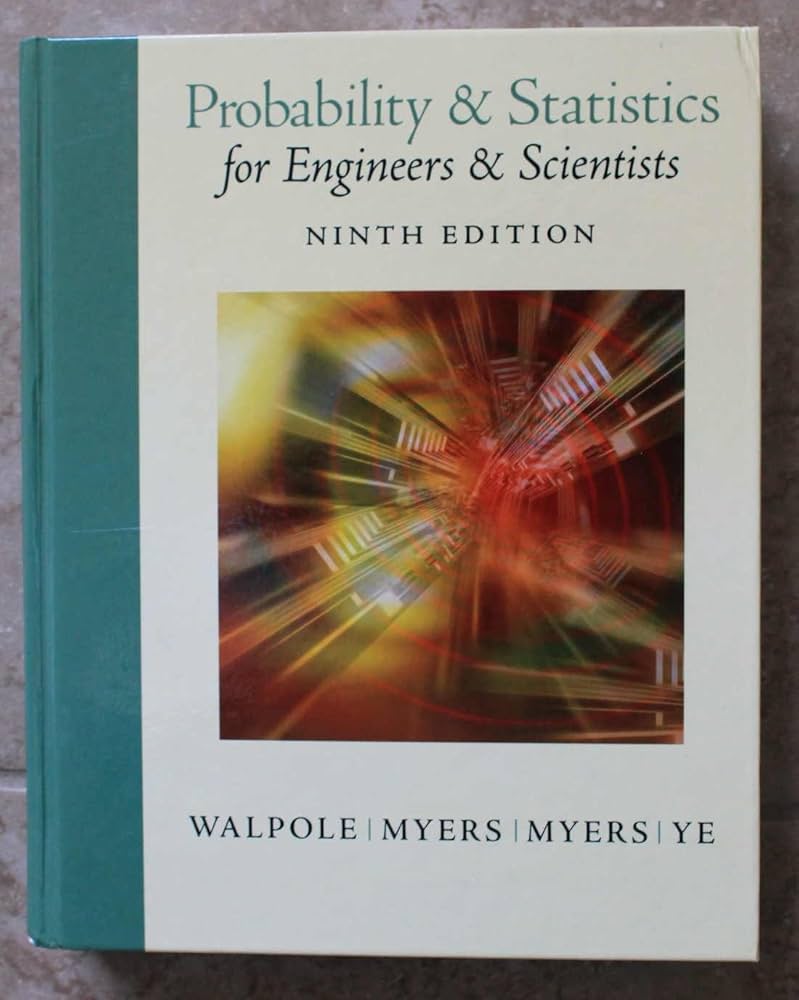 Probability & Statistics
for Engineers & Scientists
NINTH EDITION
WALPOLE | MYERS | MYERS | YE